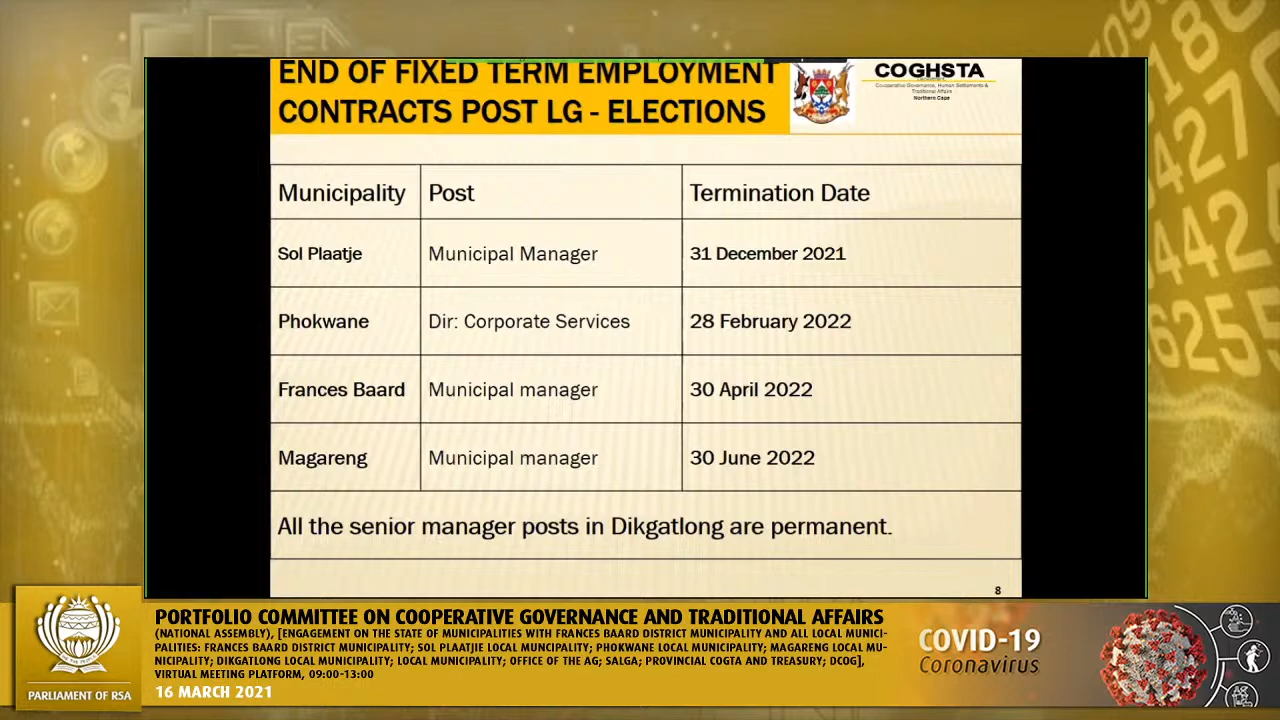 END OF FIXED TERM EMPLOYMENT
CONTRACTS POST LG - ELECTIONS
COGHSTA
Cooperative Governance, Human Settlements &
Traditional Affairs
Northern Cape
Municipality Post Termination Date
Sol Plaatje Municipal Manager 31 December 2021
Phokwane Dir: Corporate Services 28 February 2022
Frances Baard Municipal manager 30 April 2022
Magareng Municipal manager 30 June 2022
All the senior manager posts in Dikgatlong are permanent.
8
PARLIAMENT OF RSA
PORTFOLIO COMMITTEE ON COOPERATIVE GOVERNANCE AND TRADITIONAL AFFAIRS
(NATIONAL ASSEMBLY), [ENGAGEMENT ON THE STATE OF MUNICIPALITIES WITH FRANCES BAARD DISTRICT MUNICIPALITY AND ALL LOCAL MUNICI-
PALITIES: FRANCES BAARD DISTRICT MUNICIPALITY; SOL PLAATJIE LOCAL MUNCIPALITY; PHOKWANE LOCAL MUNICIPALITY; MAGARENG LOCAL MU-
NICIPALITY; DIKGATLONG LOCAL MUNICIPALITY; LOCAL MUNICIPALITY; OFFICE OF THE AG; SALGA; PROVINCIAL COGTA AND TREASURY; DCOG],
VIRTUAL MEETING PLATFORM, 09:00-13:00
16 MARCH 2021
COVID-19
Coronavirus